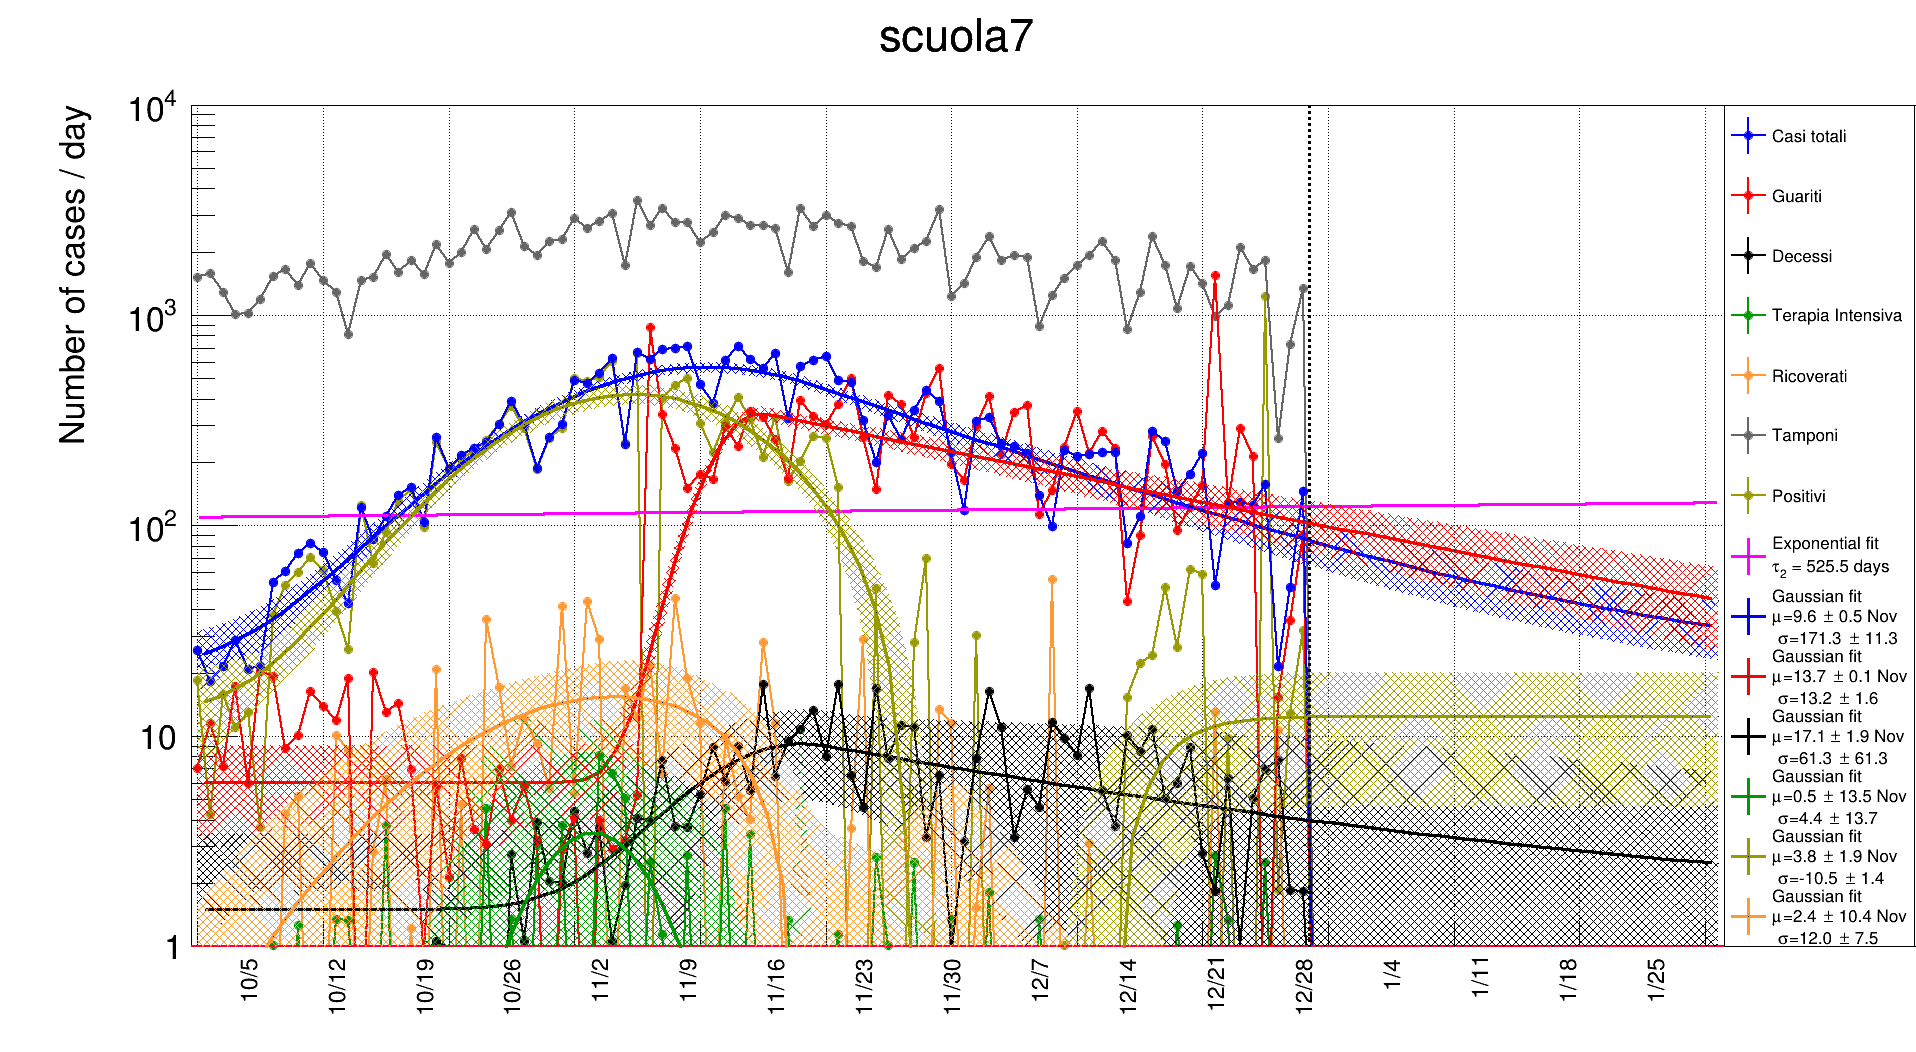 scuola7
Number of cases / day
10^4
10^3
10^2
10
1
10/5
10/12
10/19
10/26
11/2
11/9
11/16
11/23
11/30
12/7
12/14
12/21
12/28
1/4
1/11
1/18
1/25
Casi totali
Guariti
Decessi
Terapia Intensiva
Ricoverati
Tamponi
Positivi
Exponential fit
τ₂ = 525.5 days
Gaussian fit
μ=9.6 ± 0.5 Nov
σ=171.3 ± 11.3
Gaussian fit
μ=13.7 ± 0.1 Nov
σ=13.2 ± 1.6
Gaussian fit
μ=17.1 ± 1.9 Nov
σ=61.3 ± 61.3
Gaussian fit
μ=0.5 ± 13.5 Nov
σ=4.4 ± 13.7
Gaussian fit
μ=3.8 ± 1.9 Nov
σ=-10.5 ± 1.4
Gaussian fit
μ=2.4 ± 10.4 Nov
σ=12.0 ± 7.5